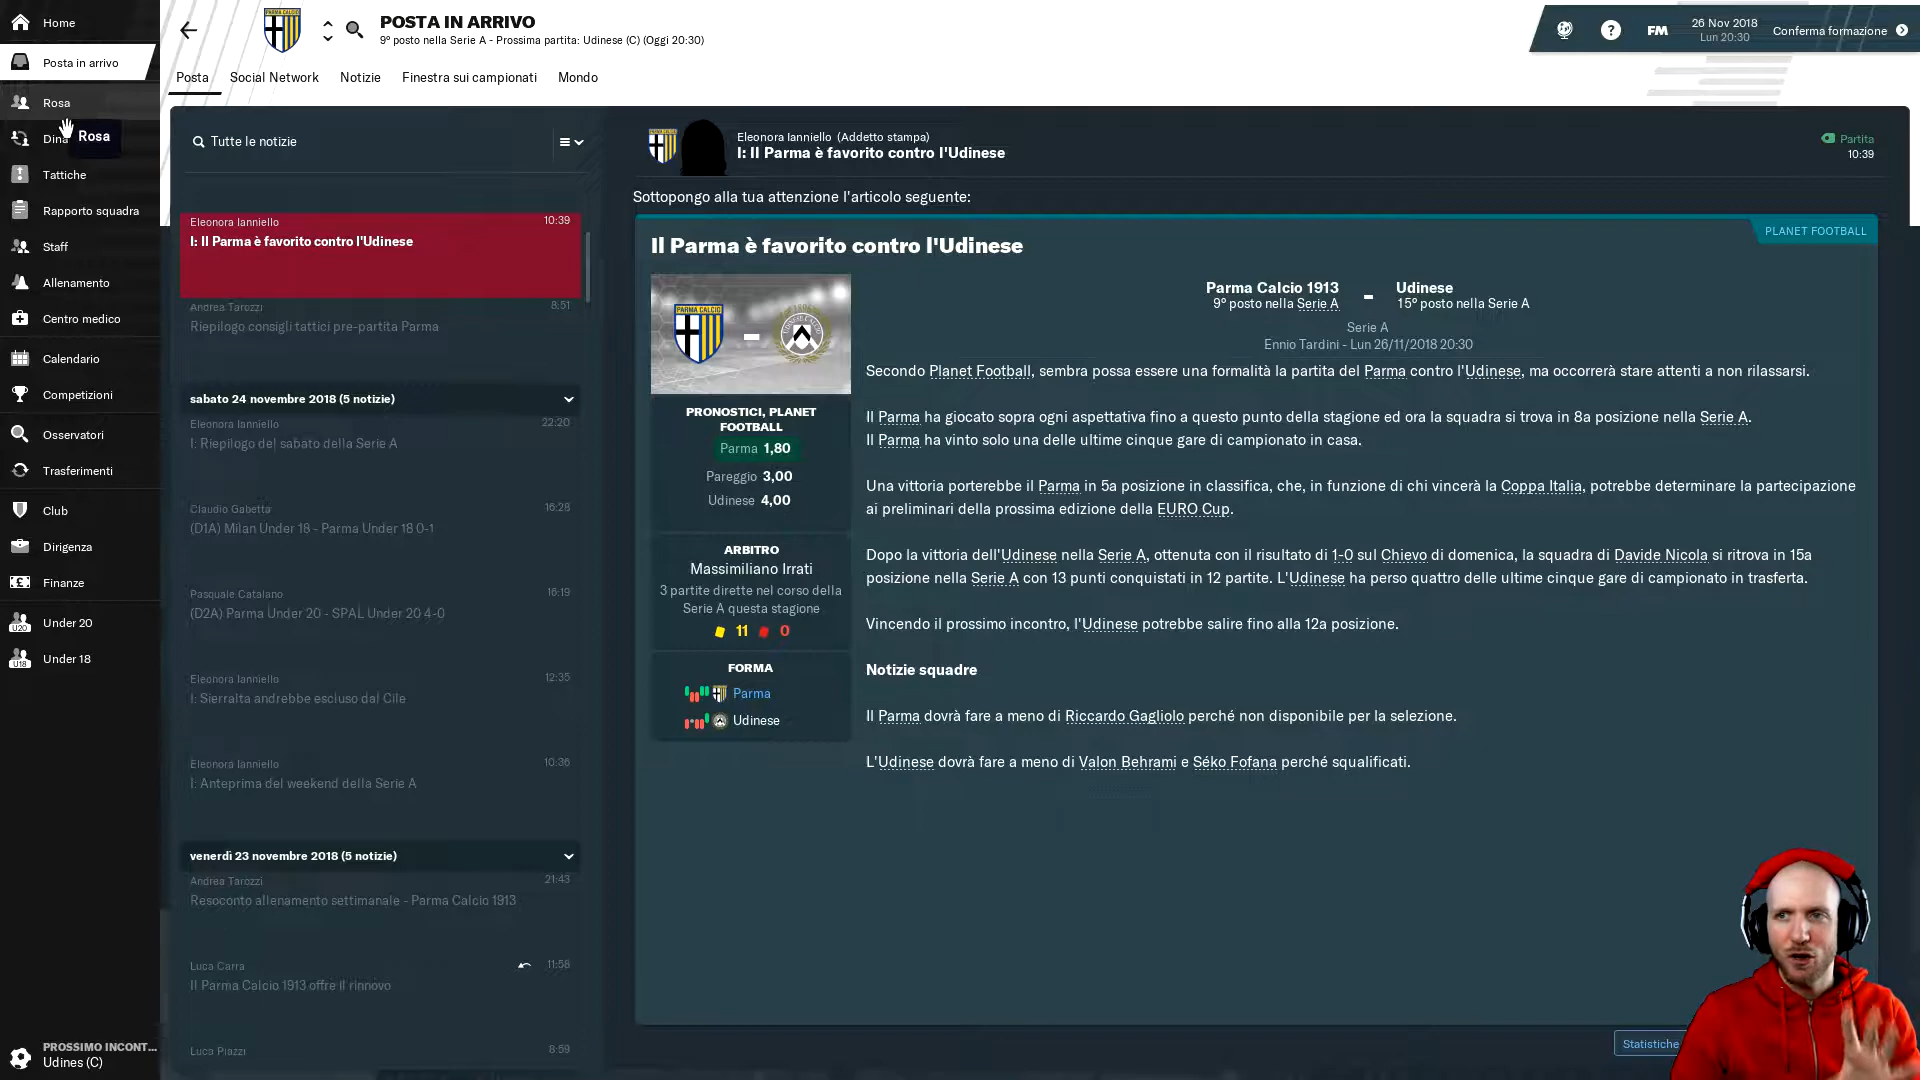 Home
Posta in arrivo
Rosa
Dina
Rosa
Tattiche
Rapporto squadra
Staff
Allenamento
Centro medico
Calendario
Competizioni
Osservatori
Trasferimenti
Club
Dirigenza
Finanze
U20
Under 20
U18
Under 18
PROSSIMO INCONT...
Udines (C)
PARMA CALCIO
POSTA IN ARRIVO
9º posto nella Serie A - Prossima partita: Udinese (C) (Oggi 20:30)
?
FM
26 Nov 2018
Lun 20:30
Conferma formazione
Posta Social Network Notizie Finestra sui campionati Mondo
Tutte le notizie
Eleonora Ianniello 10:39
I: Il Parma è favorito contro l'Udinese
Andrea Tarozzi 8:51
Riepilogo consigli tattici pre-partita Parma
sabato 24 novembre 2018 (5 notizie)
Eleonora Ianniello 22:20
I: Riepilogo del sabato della Serie A
Claudio Gabetta 16:28
(D1A) Milan Under 18 - Parma Under 18 0-1
Pasquale Catalano 16:19
(D2A) Parma Under 20 - SPAL Under 20 4-0
Eleonora Ianniello 12:35
I: Sierralta andrebbe escluso dal Cile
Eleonora Ianniello 10:36
I: Anteprima del weekend della Serie A
venerdì 23 novembre 2018 (5 notizie)
Andrea Tarozzi 21:43
Resoconto allenamento settimanale - Parma Calcio 1913
Luca Carra 11:58
Il Parma Calcio 1913 offre il rinnovo
Luca Piazzi 8:59
Eleonora Ianniello (Addetto stampa)
I: Il Parma è favorito contro l'Udinese
Partita
10:39
Sottopongo alla tua attenzione l'articolo seguente:
PLANET FOOTBALL
Il Parma è favorito contro l'Udinese
PARMA CALCIO
Parma Calcio 1913 - Udinese
9º posto nella Serie A 15º posto nella Serie A
Serie A
Ennio Tardini - Lun 26/11/2018 20:30
PRONOSTICI, PLANET
FOOTBALL
Parma 1,80
Pareggio 3,00
Udinese 4,00
ARBITRO
Massimiliano Irrati
3 partite dirette nel corso della
Serie A questa stagione
11 0
FORMA
Parma
Udinese
Secondo Planet Football, sembra possa essere una formalità la partita del Parma contro l'Udinese, ma occorrerà stare attenti a non rilassarsi.
Il Parma ha giocato sopra ogni aspettativa fino a questo punto della stagione ed ora la squadra si trova in 8a posizione nella Serie A.
Il Parma ha vinto solo una delle ultime cinque gare di campionato in casa.
Una vittoria porterebbe il Parma in 5a posizione in classifica, che, in funzione di chi vincerà la Coppa Italia, potrebbe determinare la partecipazione
ai preliminari della prossima edizione della EURO Cup.
Dopo la vittoria dell'Udinese nella Serie A, ottenuta con il risultato di 1-0 sul Chievo di domenica, la squadra di Davide Nicola si ritrova in 15a
posizione nella Serie A con 13 punti conquistati in 12 partite. L'Udinese ha perso quattro delle ultime cinque gare di campionato in trasferta.
Vincendo il prossimo incontro, l'Udinese potrebbe salire fino alla 12a posizione.
Notizie squadre
Il Parma dovrà fare a meno di Riccardo Gagliolo perché non disponibile per la selezione.
L'Udinese dovrà fare a meno di Valon Behrami e Séko Fofana perché squalificati.
Statistiche